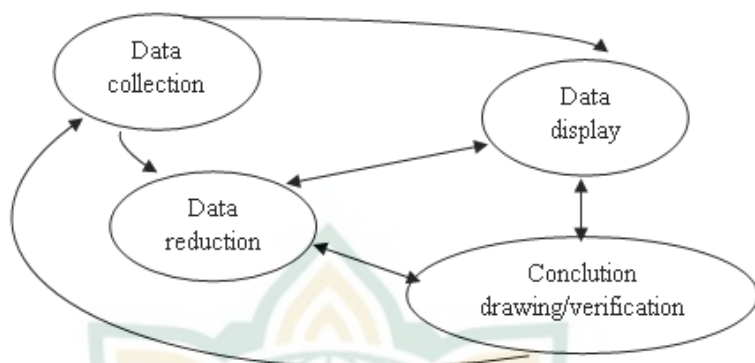 Data
collection
Data
display
Data
reduction
Conclution
drawing/verification